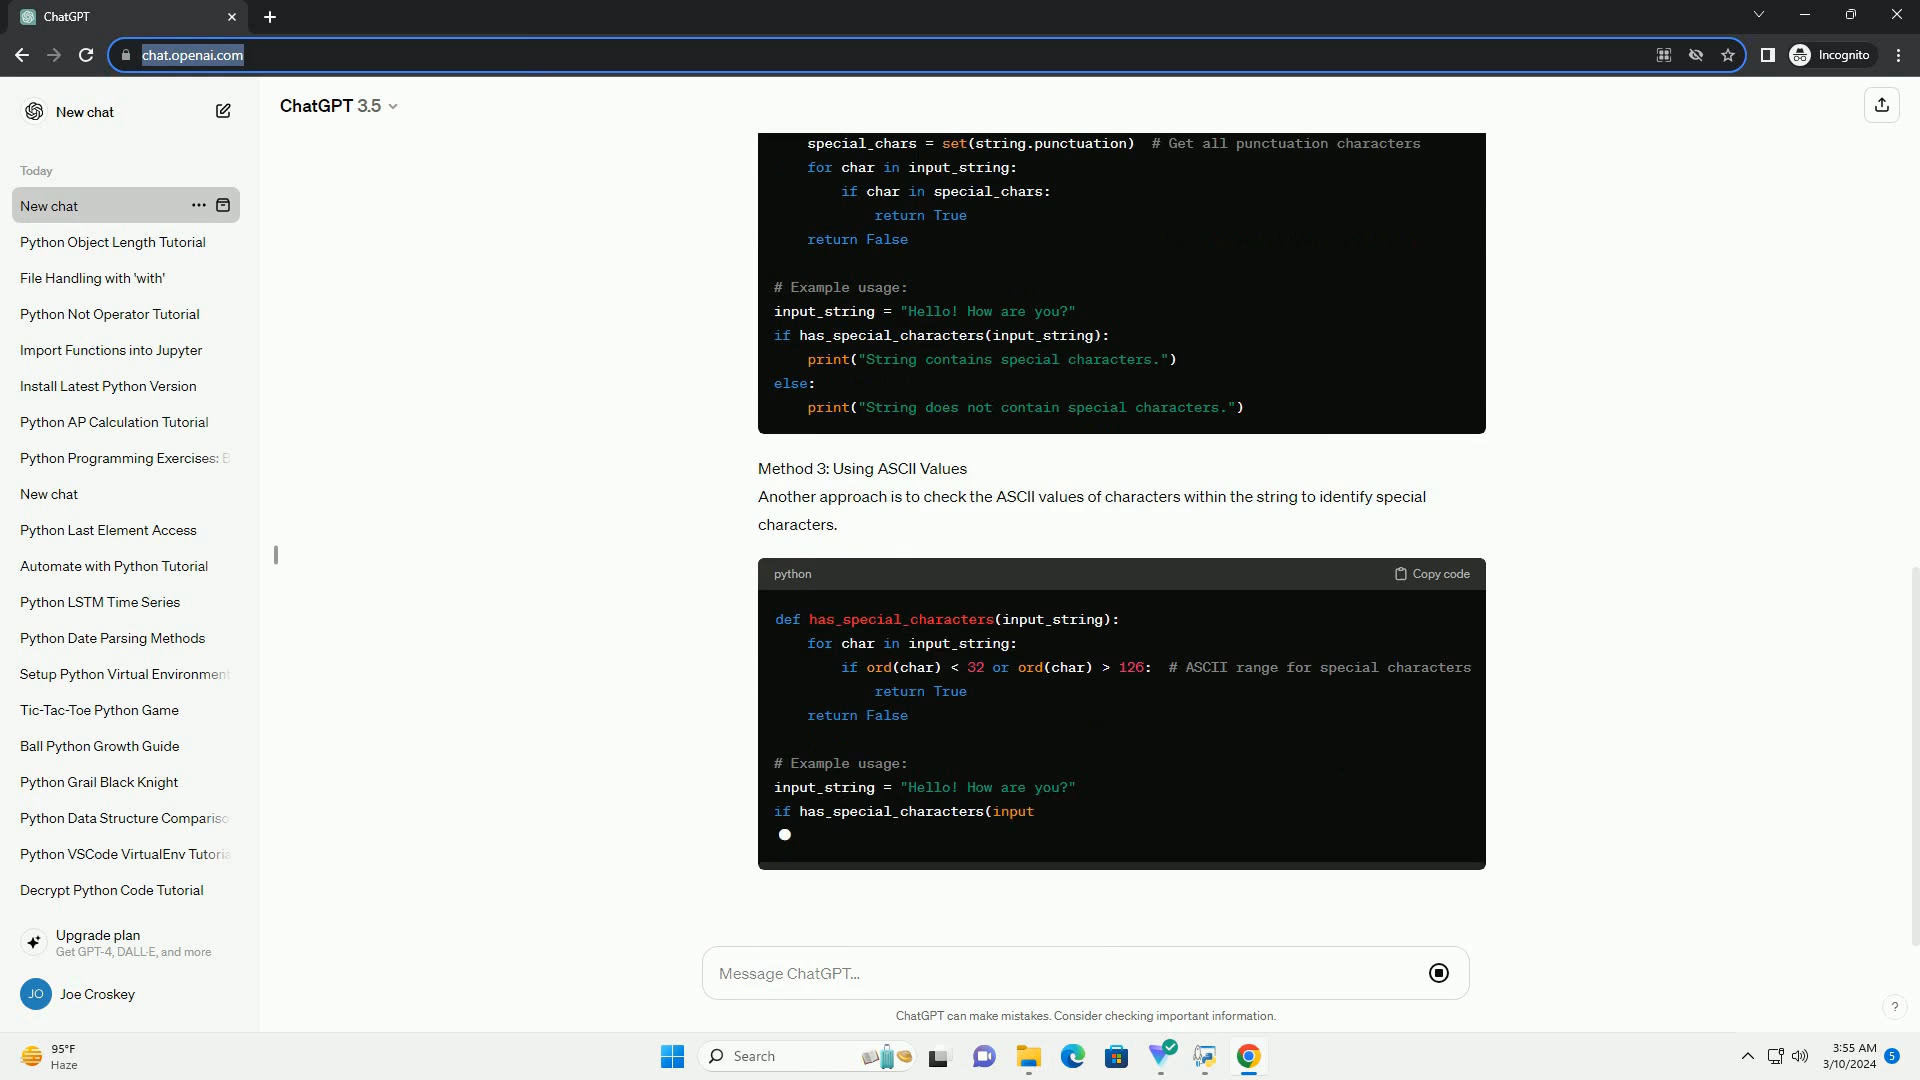 ChatGPT
chat.openai.com
Incognito
New chat
ChatGPT 3.5
Today
New chat
Python Object Length Tutorial
File Handling with 'with'
Python Not Operator Tutorial
Import Functions into Jupyter
Install Latest Python Version
Python AP Calculation Tutorial
Python Programming Exercises: B
New chat
Python Last Element Access
Automate with Python Tutorial
Python LSTM Time Series
Python Date Parsing Methods
Setup Python Virtual Environment
Tic-Tac-Toe Python Game
Ball Python Growth Guide
Python Grail Black Knight
Python Data Structure Compariso
Python VSCode VirtualEnv Tutoria
Decrypt Python Code Tutorial
Upgrade plan
Get GPT-4, DALL·E, and more
JO Joe Croskey
special_chars = set(string.punctuation)  # Get all punctuation characters
for char in input_string:
if char in special_chars:
return True
return False
# Example usage:
input_string = "Hello! How are you?"
if has_special_characters(input_string):
print("String contains special characters.")
else:
print("String does not contain special characters.")
Method 3: Using ASCII Values
Another approach is to check the ASCII values of characters within the string to identify special
characters.
python Copy code
def has_special_characters(input_string):
for char in input_string:
if ord(char) < 32 or ord(char) > 126:  # ASCII range for special characters
return True
return False
# Example usage:
input_string = "Hello! How are you?"
if has_special_characters(input
Message ChatGPT...
ChatGPT can make mistakes. Consider checking important information.
?
95°F
Haze
Search
3:55 AM
3/10/2024
5